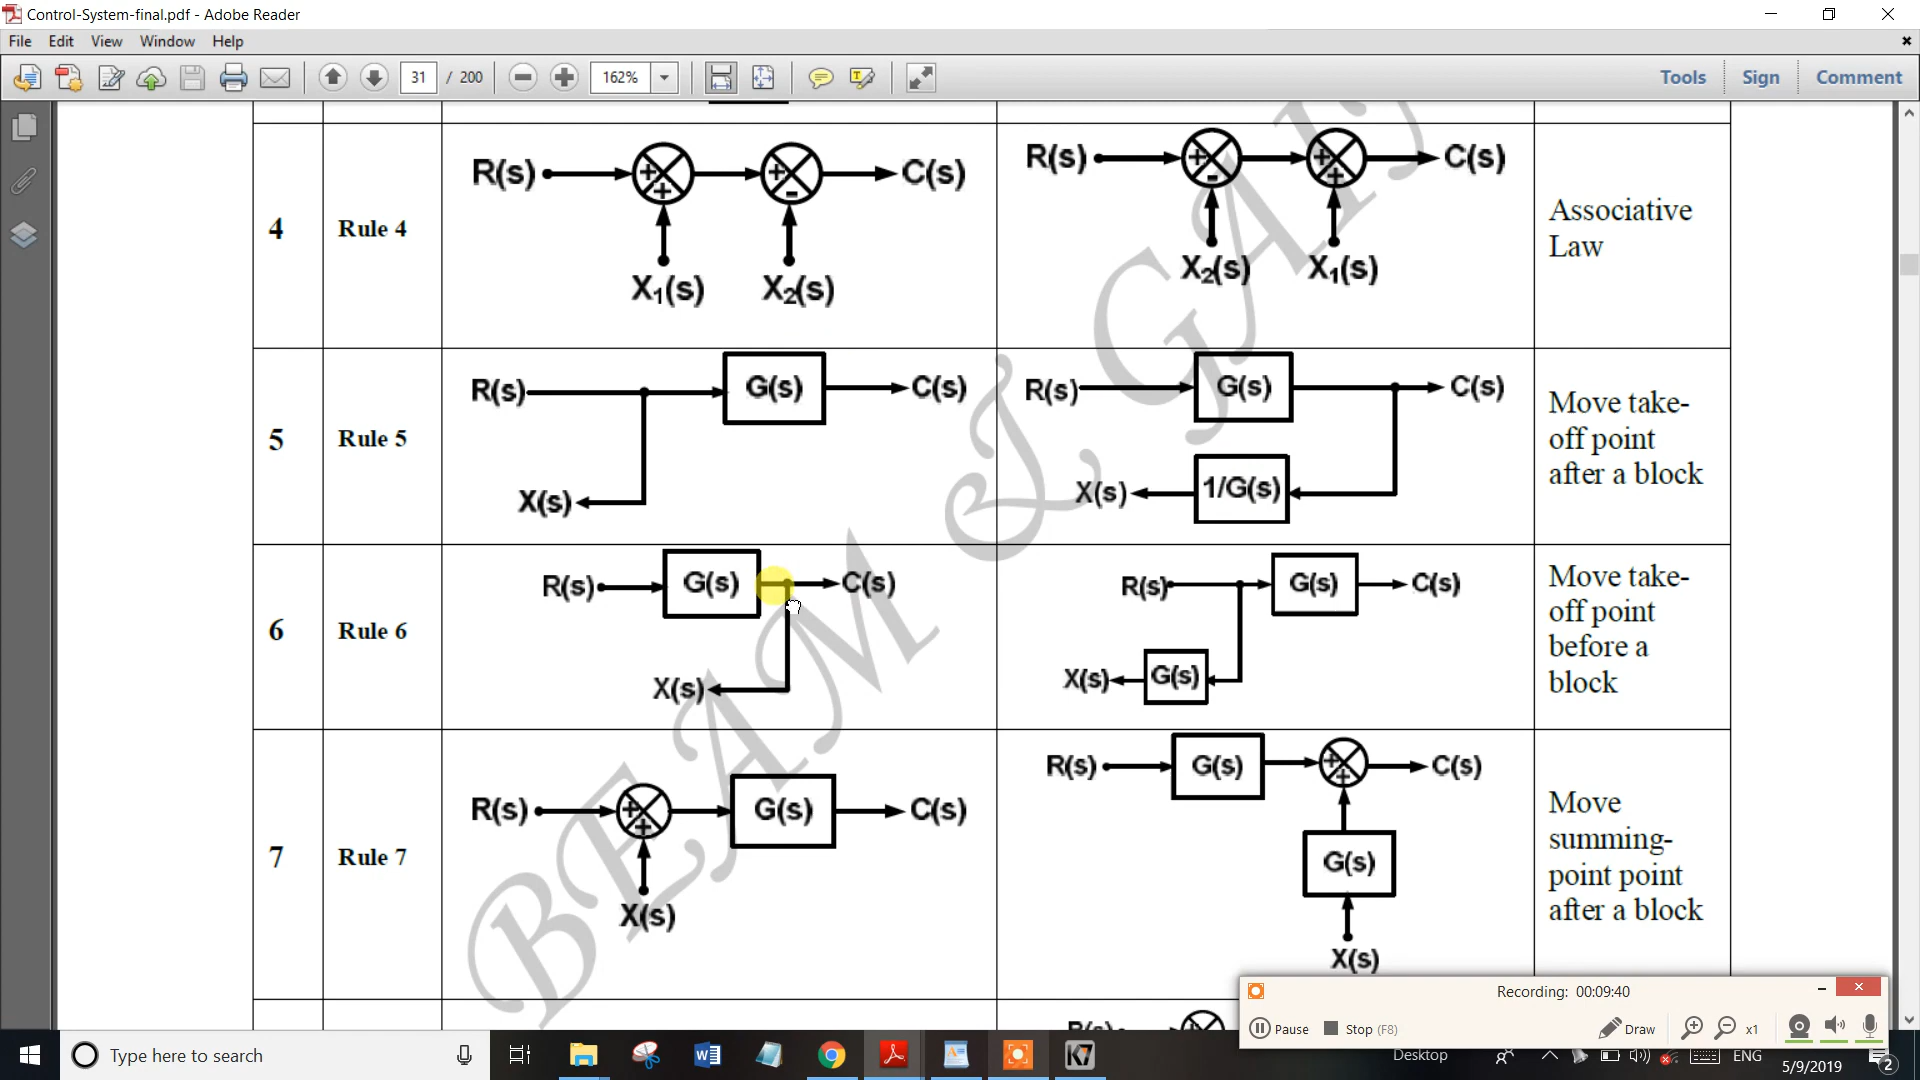 Control-System-final.pdf - Adobe Reader
File Edit View Window Help
31 / 200 162% Tools Sign Comment
R(s) C(s) R(s) C(s)
4 Rule 4 Associative
Law
X₂(s) X₁(s)
X₁(s) X₂(s)
R(s) G(s) C(s) R(s) G(s) C(s)
5 Rule 5 Move take-
off point
after a block
X(s) X(s) 1/G(s)
R(s) G(s) C(s) R(s) G(s) C(s)
6 Rule 6 Move take-
off point
before a
block
X(s) X(s) G(s)
R(s) G(s) C(s)
R(s) G(s) C(s)
7 Rule 7 Move
summing-
point point
after a block
G(s)
X(s)
X(s)
BEAM & GATE
Recording: 00:09:40
Pause Stop (F8) Draw x1
Type here to search
Desktop ENG
5/9/2019
2